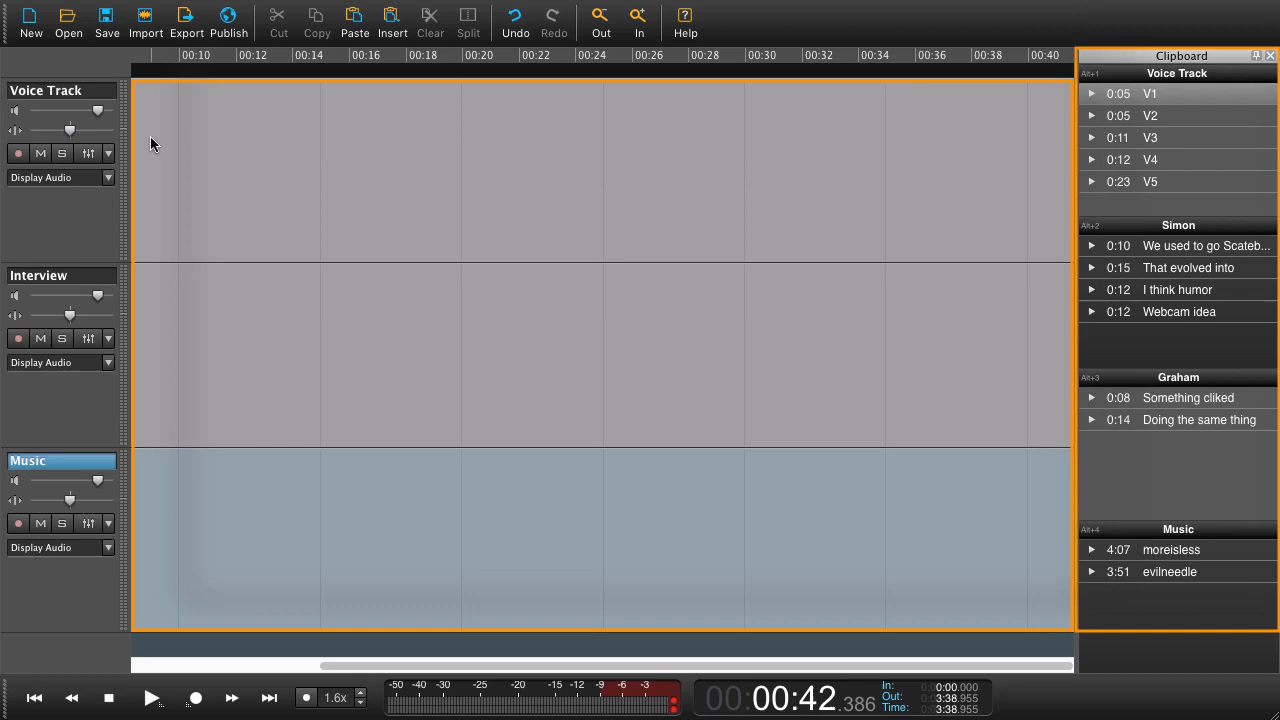 New Open Save Import Export Publish Cut Copy Paste Insert Clear Split Undo Redo Out In Help
00:10 00:12 00:14 00:16 00:18 00:20 00:22 00:24 00:26 00:28 00:30 00:32 00:34 00:36 00:38 00:40
Clipboard
Alt+1 Voice Track
0:05 V1
0:05 V2
0:11 V3
0:12 V4
0:23 V5
Alt+2 Simon
0:10 We used to go Scateb...
0:15 That evolved into
0:12 I think humor
0:12 Webcam idea
Alt+3 Graham
0:08 Something cliked
0:14 Doing the same thing
Alt+4 Music
4:07 moreisless
3:51 evilneedle
Voice Track
M S
Display Audio
Interview
M S
Display Audio
Music
M S
Display Audio
1.6x
-50 -40 -30 -25 -20 -15 -12 -9 -6 -3
00:00:42.386
In: 0:00.000
Out: 3:38.955
Time: 3:38.955